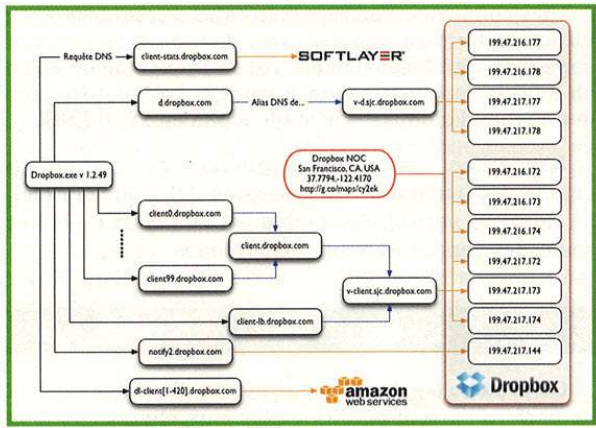 Requête DNS
client-stats.dropbox.com
SOFTLAYER®
199.47.216.177
199.47.216.178
d.dropbox.com
Alias DNS de...
v-d.sjc.dropbox.com
199.47.217.177
199.47.217.178
Dropbox NOC
San Francisco, CA, USA
37.7794,-122.4170
http://g.co/maps/cy2ek
Dropbox.exe v 1.2.49
199.47.216.172
199.47.216.173
199.47.216.174
client0.dropbox.com
client.dropbox.com
199.47.217.172
client99.dropbox.com
v-client.sjc.dropbox.com
199.47.217.173
client-lb.dropbox.com
199.47.217.174
notify2.dropbox.com
199.47.217.144
dl-client[1-420].dropbox.com
amazon
web services
Dropbox